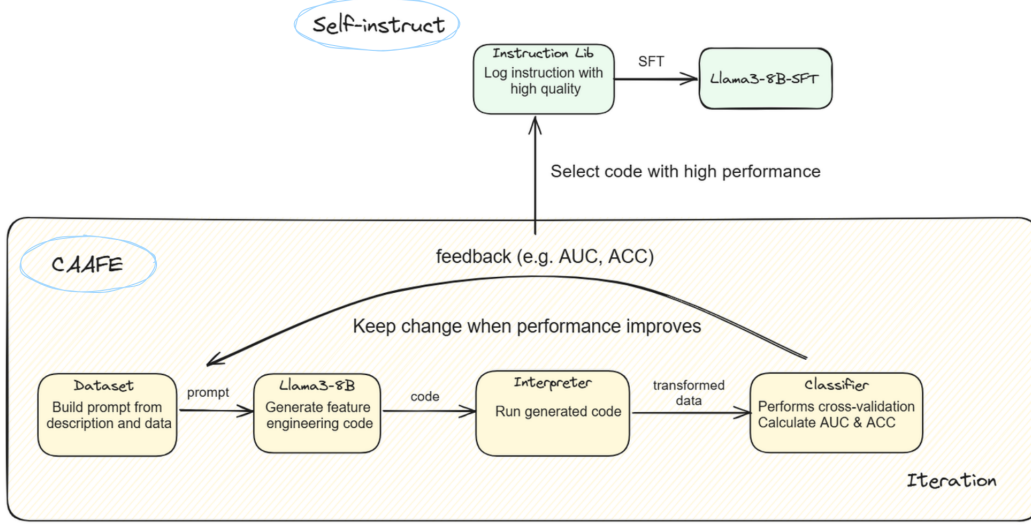 Self-instruct
Instruction Lib
Log instruction with
high quality
SFT
Llama3-8B-SFT
Select code with high performance
CAAFE
feedback (e.g. AUC, ACC)
Keep change when performance improves
Dataset
Build prompt from
description and data
prompt
Llama3-8B
Generate feature
engineering code
code
Interpreter
Run generated code
transformed
data
Classifier
Performs cross-validation
Calculate AUC & ACC
Iteration